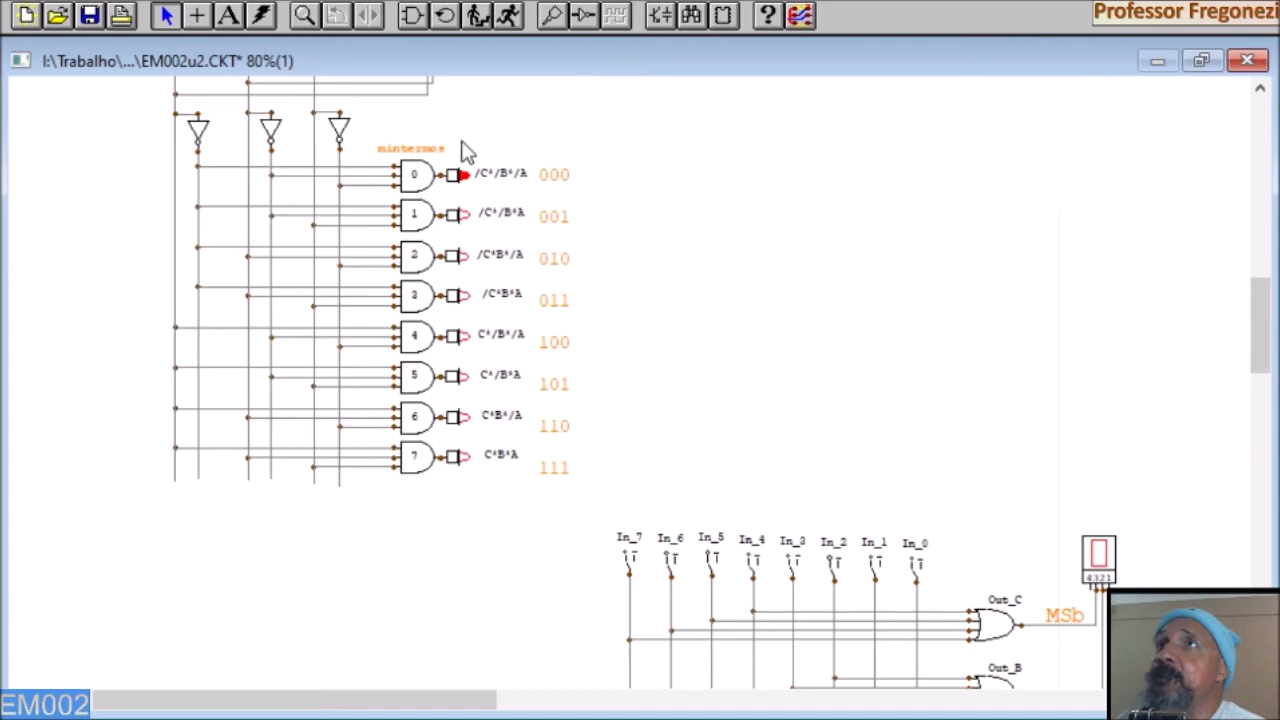 Professor Fregonezi
I:\Trabalho\...\EM002u2.CKT* 80%(1)
mintermos
0 /C*/B*/A 000
1 /C*/B*A 001
2 /C*B*/A 010
3 /C*B*A 011
4 C*/B*/A 100
5 C*/B*A 101
6 C*B*/A 110
7 C*B*A 111
In_7 In_6 In_5 In_4 In_3 In_2 In_1 In_0
4321
Out_C
MSb
Out_B
EM002